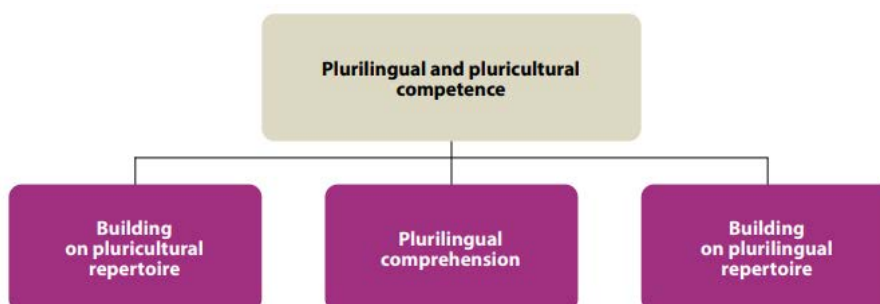 Plurilingual and pluricultural
competence
Building
on pluricultural
repertoire
Plurilingual
comprehension
Building
on plurilingual
repertoire